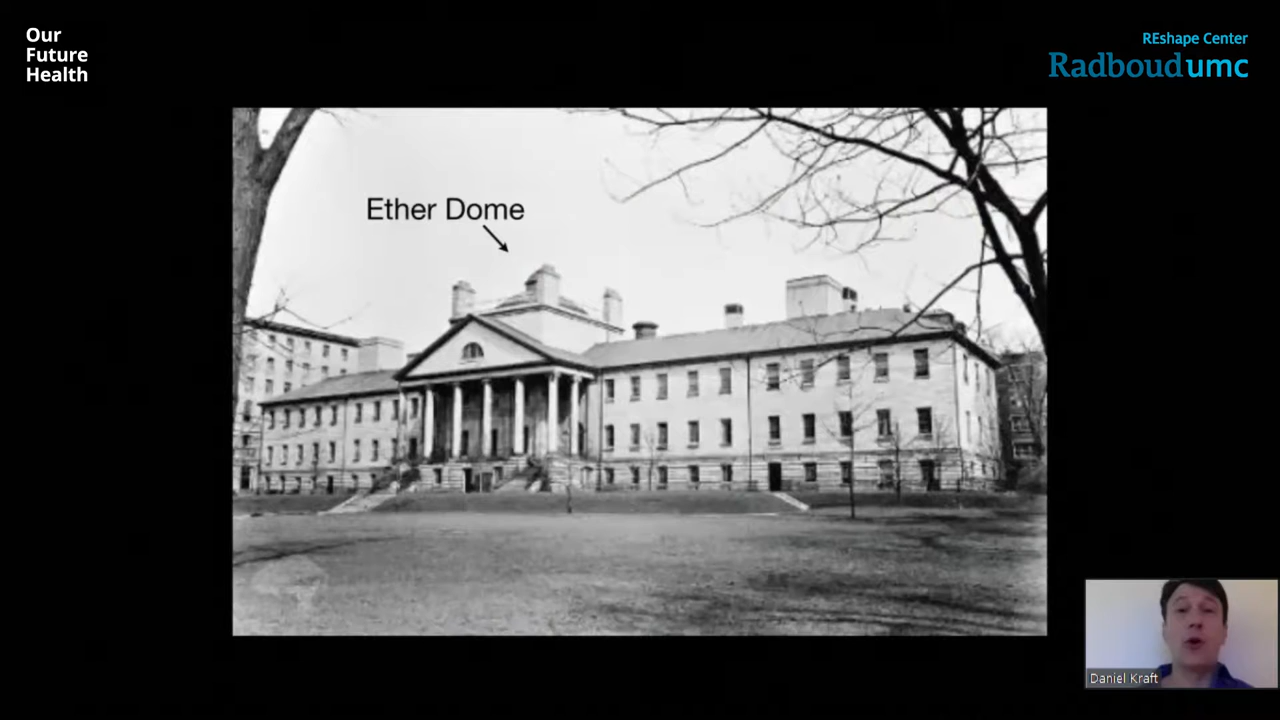 Our
Future
Health
REshape Center
Radboudumc
Ether Dome
Daniel Kraft